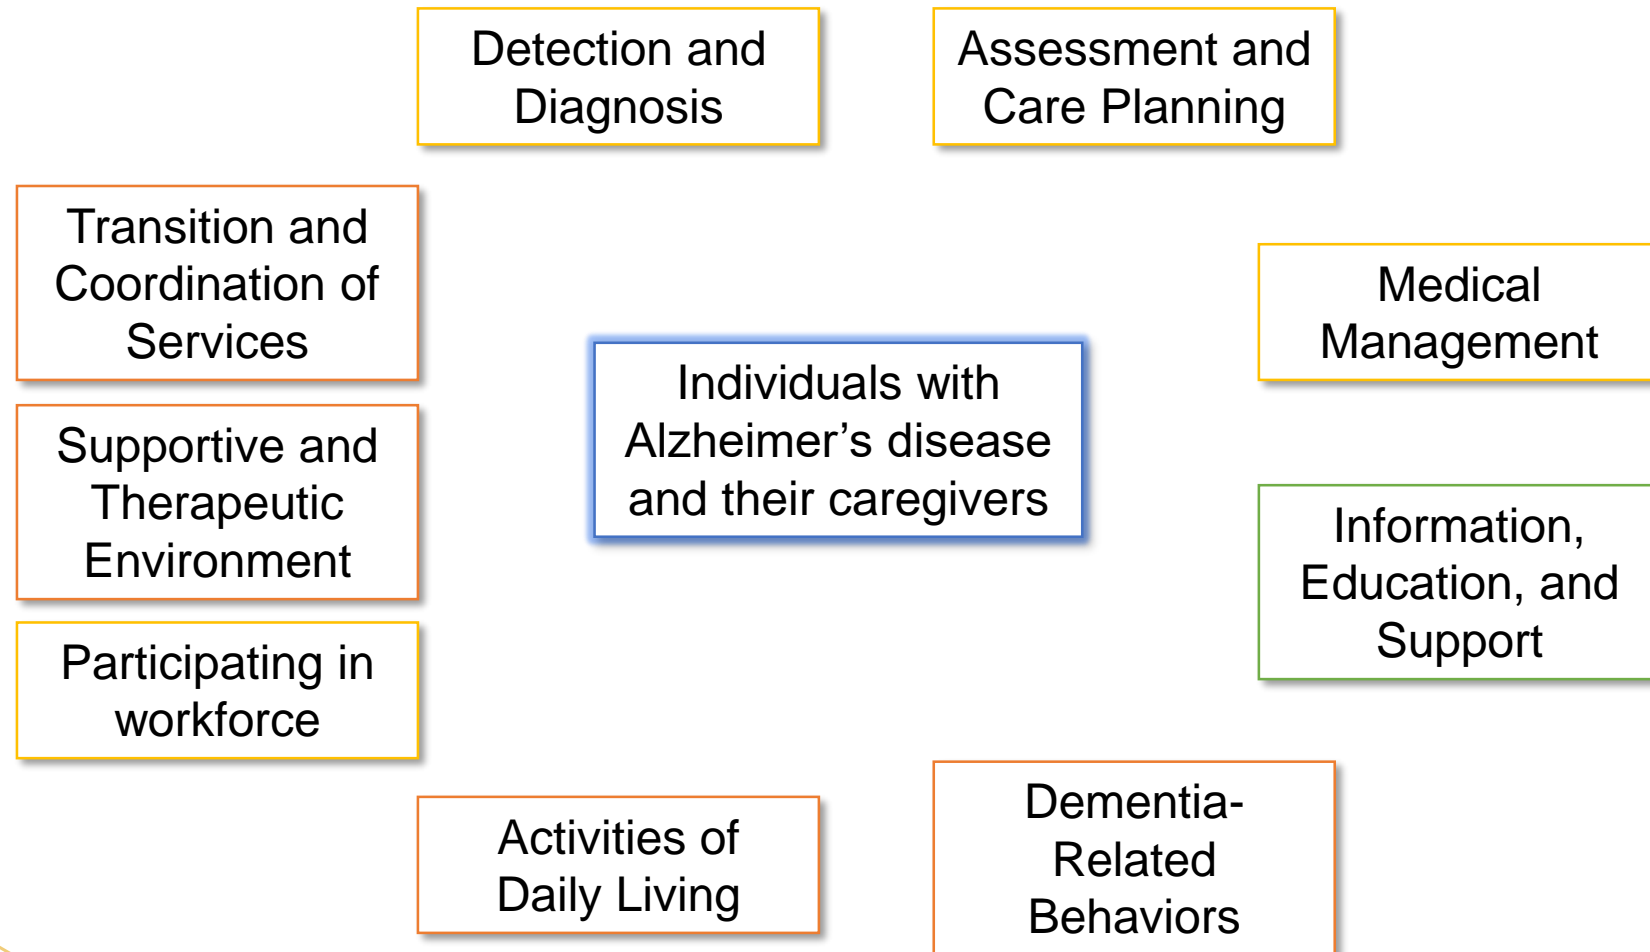 Detection and
Diagnosis
Assessment and
Care Planning
Transition and
Coordination of
Services
Medical
Management
Individuals with
Alzheimer’s disease
and their caregivers
Supportive and
Therapeutic
Environment
Information,
Education, and
Support
Participating in
workforce
Activities of
Daily Living
Dementia-
Related
Behaviors